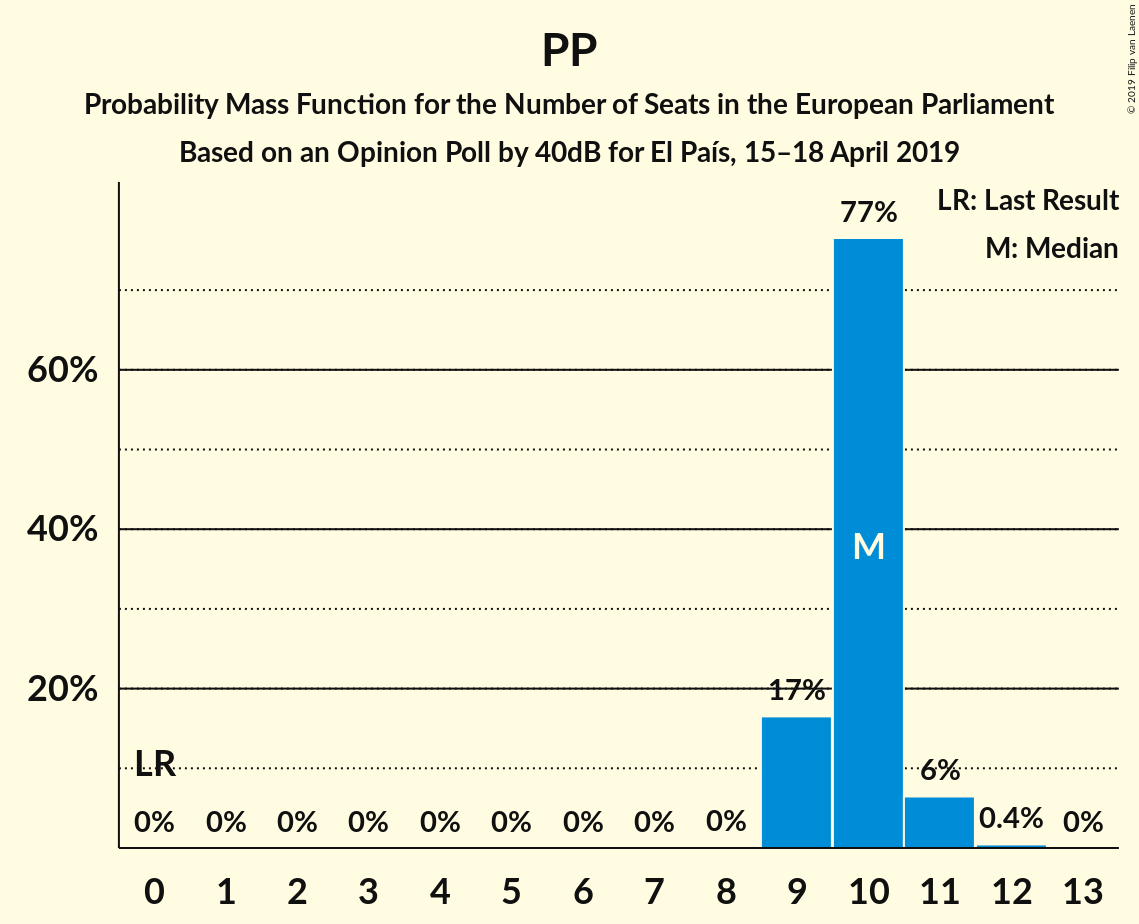 PP
Probability Mass Function for the Number of Seats in the European Parliament
Based on an Opinion Poll by 40dB for El País, 15–18 April 2019
© 2019 Filip van Laenen
LR: Last Result
M: Median
77%
60%
40%
M
20%
17%
LR
6%
0% 0% 0% 0% 0% 0% 0% 0% 0% 0.4% 0%
0 1 2 3 4 5 6 7 8 9 10 11 12 13